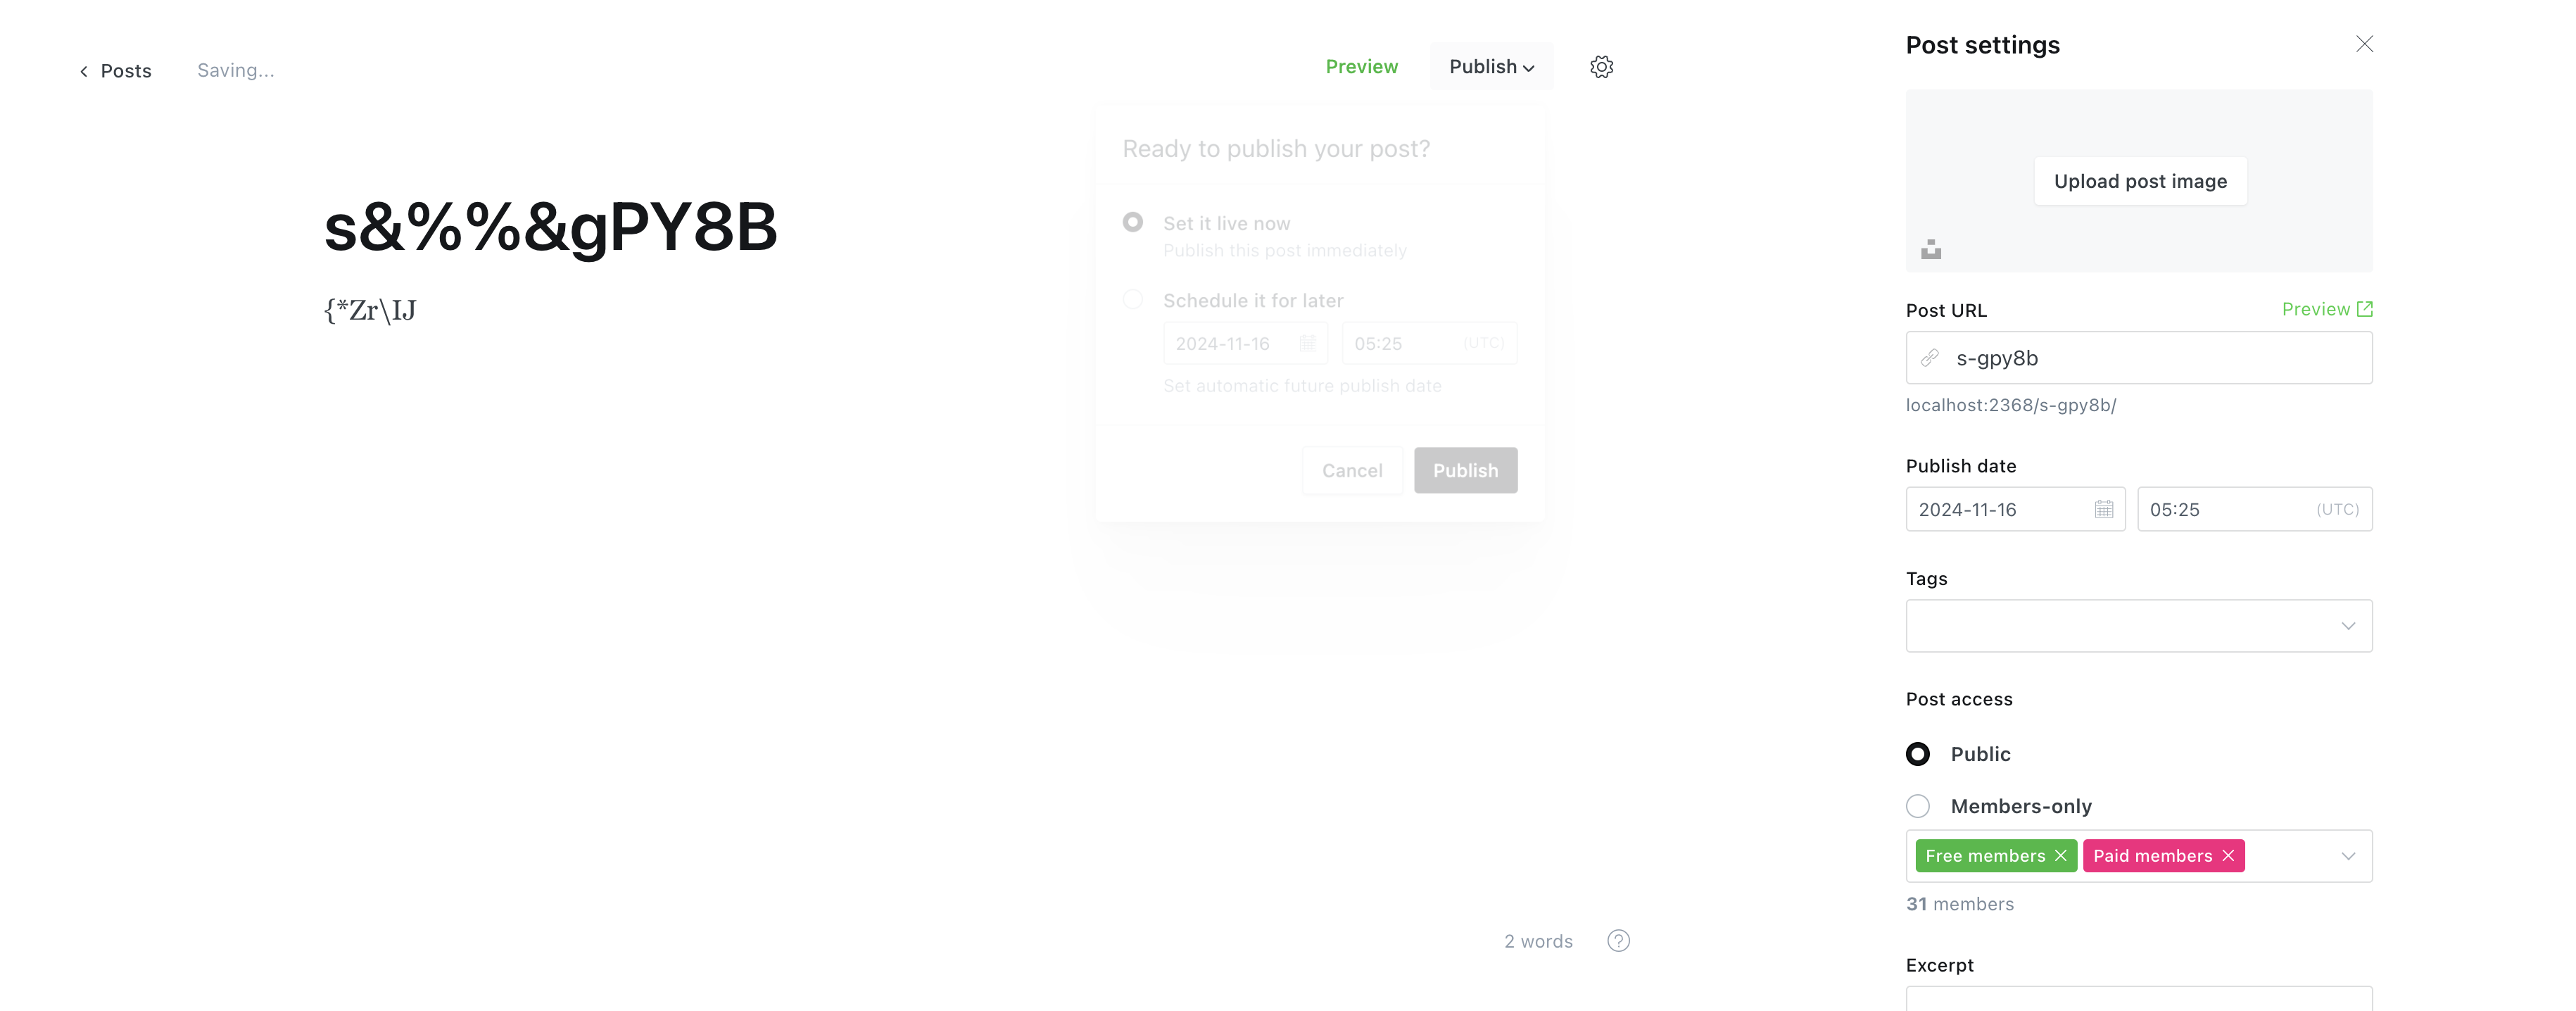 Posts
Saving...
Preview
Publish
s&%%&gPY8B
{*Zr\IJ
Ready to publish your post?
Set it live now
Publish this post immediately
Schedule it for later
2024-11-16
05:25
(UTC)
Set automatic future publish date
Cancel
Publish
2 words
?
Post settings
Upload post image
Post URL
Preview
s-gpy8b
localhost:2368/s-gpy8b/
Publish date
2024-11-16
05:25
(UTC)
Tags
Post access
Public
Members-only
Free members
Paid members
31 members
Excerpt